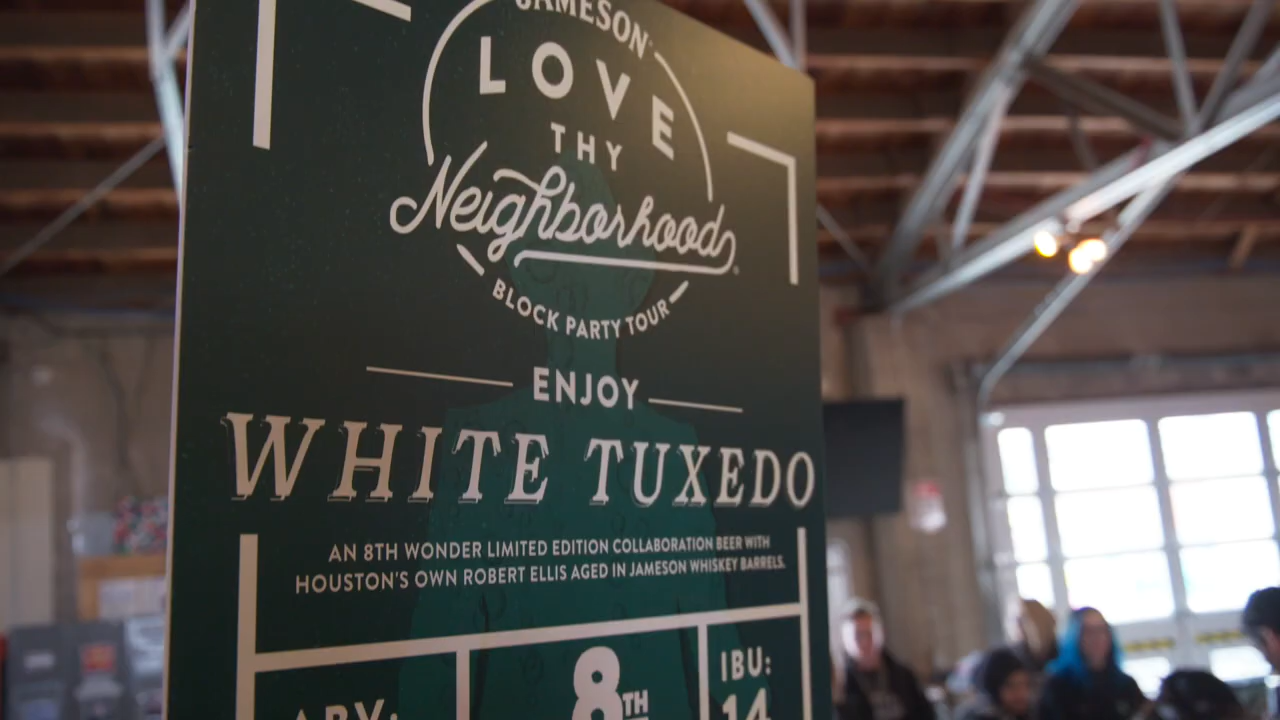 JAMESON
LOVE
THY
Neighborhood
BLOCK PARTY TOUR
ENJOY
WHITE TUXEDO
AN 8TH WONDER LIMITED EDITION COLLABORATION BEER WITH
HOUSTON'S OWN ROBERT ELLIS AGED IN JAMESON WHISKEY BARRELS.
ABV:
8TH
IBU:
14